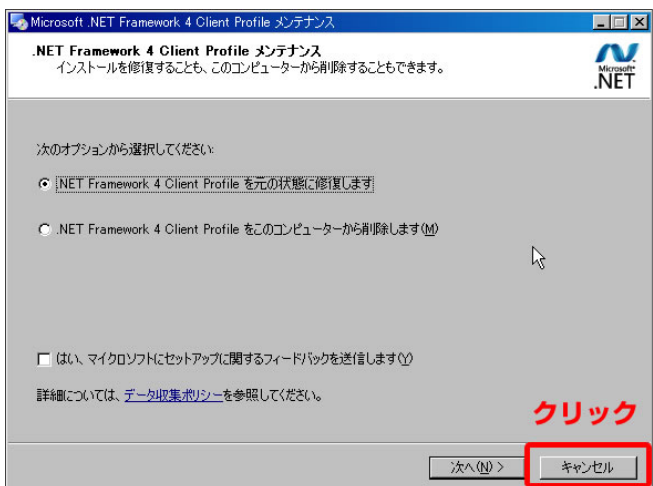 Microsoft .NET Framework 4 Client Profile メンテナンス
.NET Framework 4 Client Profile メンテナンス
インストールを修復することも、このコンピューターから削除することもできます。
Microsoft
.NET
次のオプションから選択してください:
.NET Framework 4 Client Profile を元の状態に修復します
.NET Framework 4 Client Profile をこのコンピューターから削除します(M)
はい、マイクロソフトにセットアップに関するフィードバックを送信します(Y)
詳細については、データ収集ポリシーを参照してください。
クリック
次へ(N) >
キャンセル